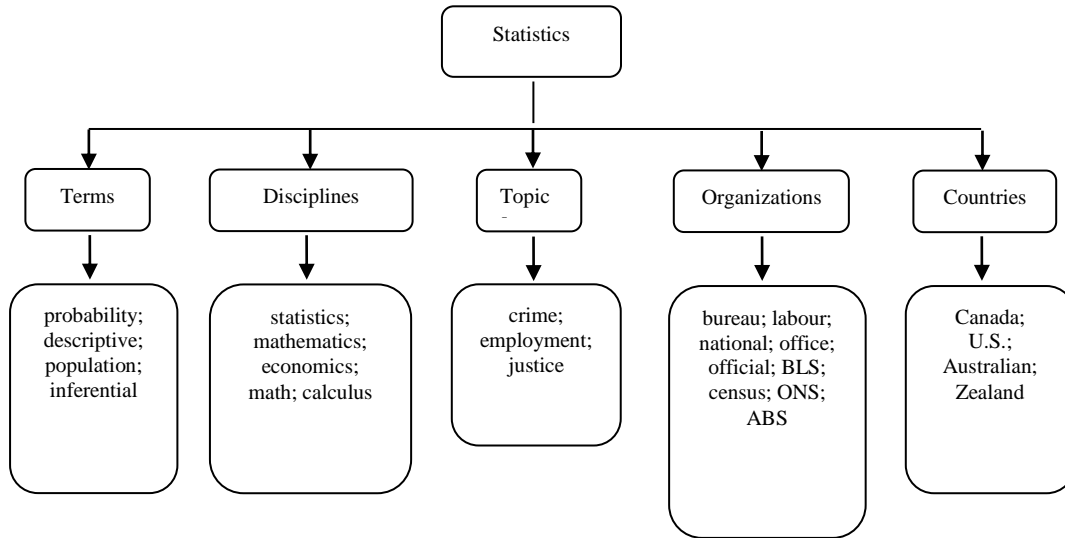 Statistics
Terms
Disciplines
Topic
Organizations
Countries
probability;
descriptive;
population;
inferential
statistics;
mathematics;
economics;
math; calculus
crime;
employment;
justice
bureau; labour;
national; office;
official; BLS;
census; ONS;
ABS
Canada;
U.S.;
Australian;
Zealand